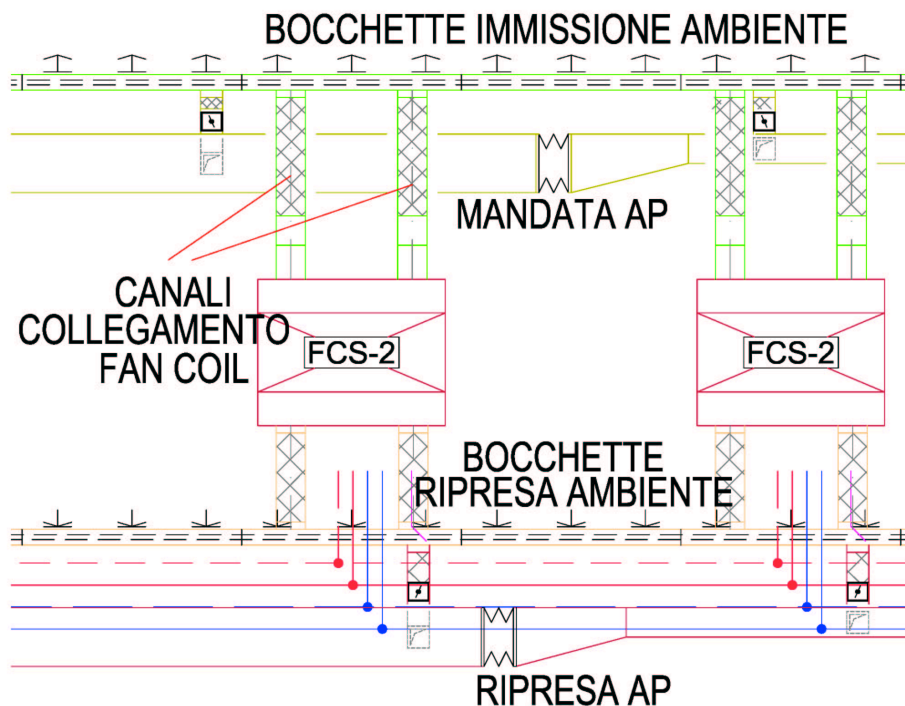 BOCCHETTE IMMISSIONE AMBIENTE
MANDATA AP
CANALI
COLLEGAMENTO
FAN COIL
FCS-2
FCS-2
BOCCHETTE
RIPRESA AMBIENTE
RIPRESA AP